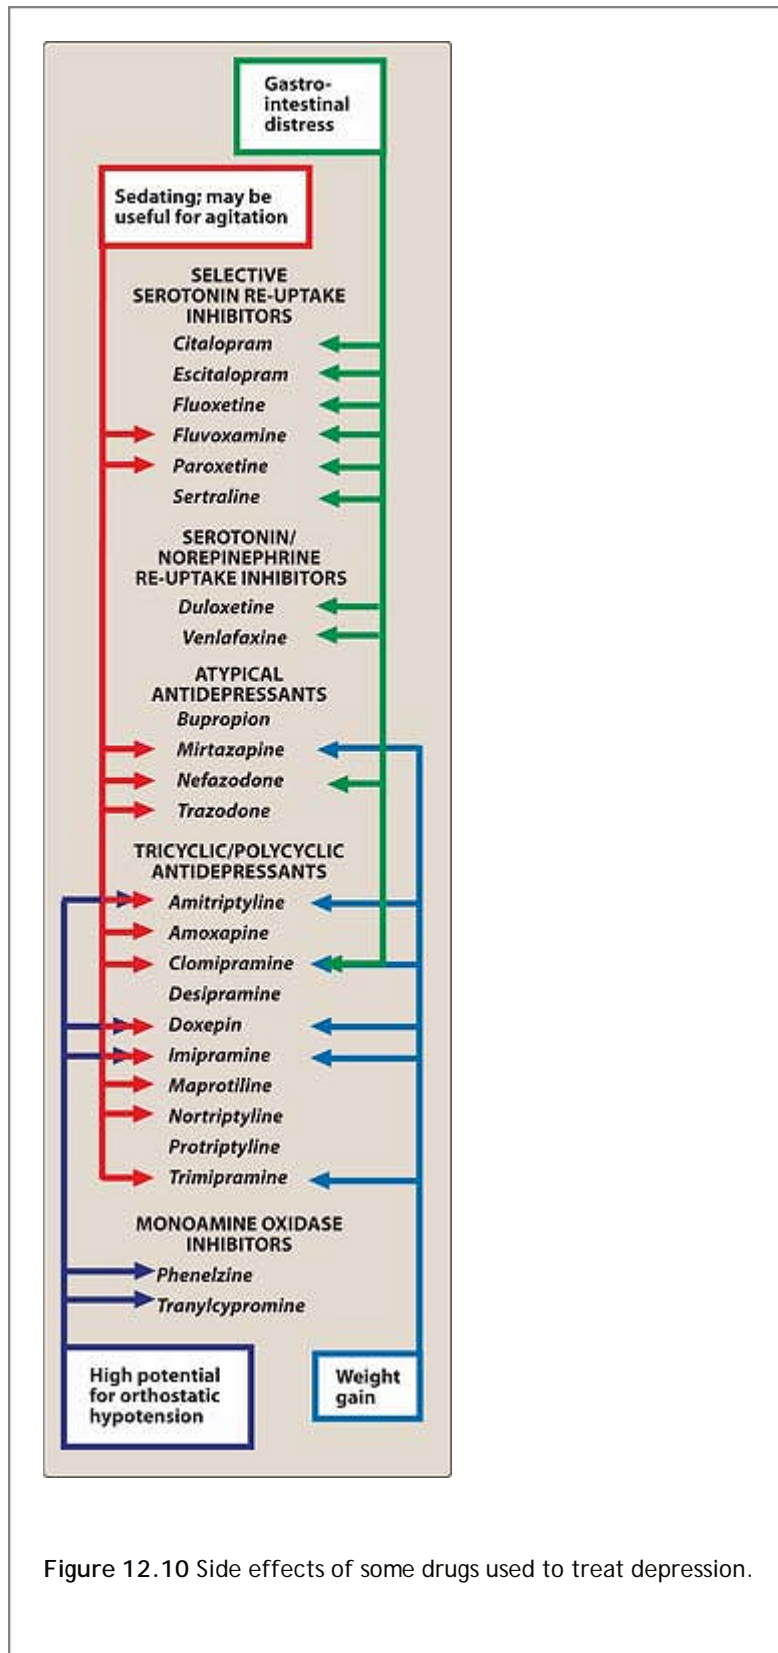 Gastro-
intestinal
distress
Sedating; may be
useful for agitation
SELECTIVE
SEROTONIN RE-UPTAKE
INHIBITORS
Citalopram
Escitalopram
Fluoxetine
Fluvoxamine
Paroxetine
Sertraline
SEROTONIN/
NOREPINEPHRINE
RE-UPTAKE INHIBITORS
Duloxetine
Venlafaxine
ATYPICAL
ANTIDEPRESSANTS
Bupropion
Mirtazapine
Nefazodone
Trazodone
TRICYCLIC/POLYCYCLIC
ANTIDEPRESSANTS
Amitriptyline
Amoxapine
Clomipramine
Desipramine
Doxepin
Imipramine
Maprotiline
Nortriptyline
Protriptyline
Trimipramine
MONOAMINE OXIDASE
INHIBITORS
Phenelzine
Tranylcypromine
High potential
for orthostatic
hypotension
Weight
gain
Figure 12.10 Side effects of some drugs used to treat depression.